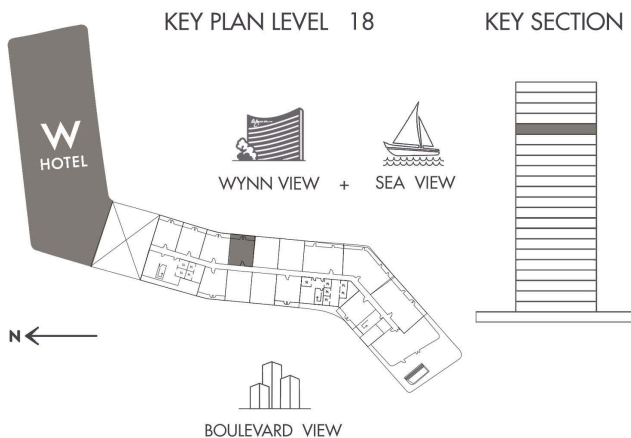 KEY PLAN LEVEL 18
KEY SECTION
W
HOTEL
WYNN VIEW + SEA VIEW
N
BOULEVARD VIEW